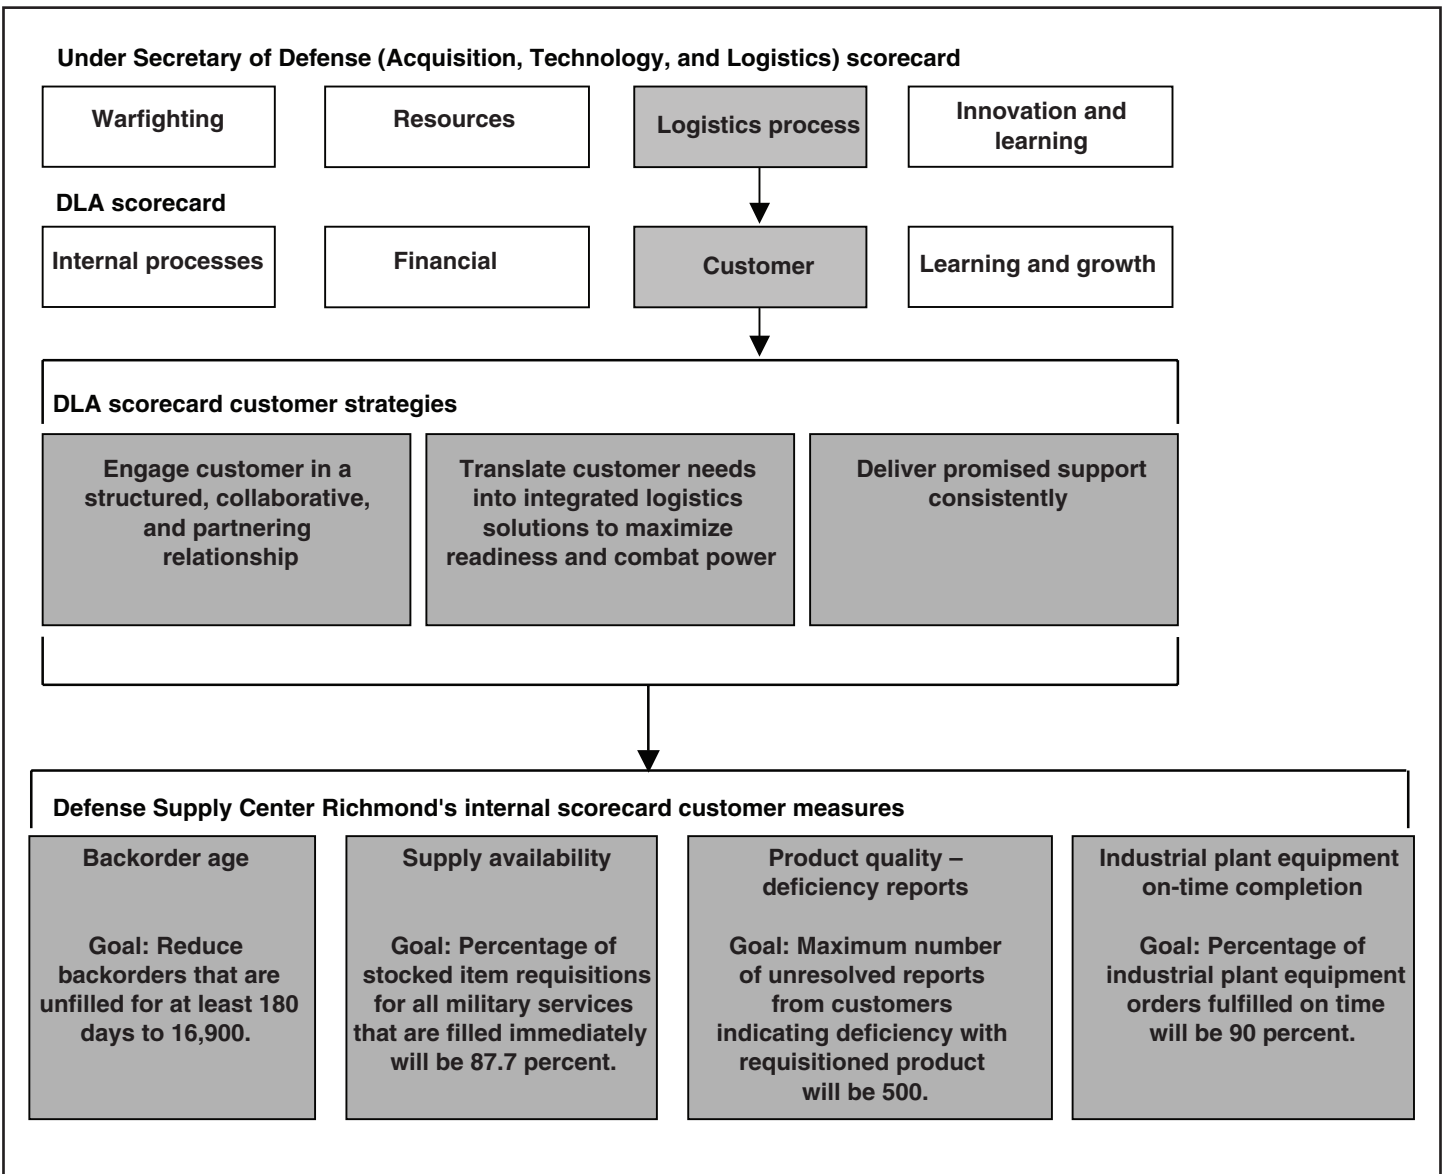 Under Secretary of Defense (Acquisition, Technology, and Logistics) scorecard
Warfighting
Resources
Logistics process
Innovation and
learning
DLA scorecard
Internal processes
Financial
Customer
Learning and growth
DLA scorecard customer strategies
Engage customer in a
structured, collaborative,
and partnering
relationship
Translate customer needs
into integrated logistics
solutions to maximize
readiness and combat power
Deliver promised support
consistently
Defense Supply Center Richmond's internal scorecard customer measures
Backorder age
Goal: Reduce
backorders that are
unfilled for at least 180
days to 16,900.
Supply availability
Goal: Percentage of
stocked item requisitions
for all military services
that are filled immediately
will be 87.7 percent.
Product quality –
deficiency reports
Goal: Maximum number
of unresolved reports
from customers
indicating deficiency with
requisitioned product
will be 500.
Industrial plant equipment
on-time completion
Goal: Percentage of
industrial plant equipment
orders fulfilled on time
will be 90 percent.